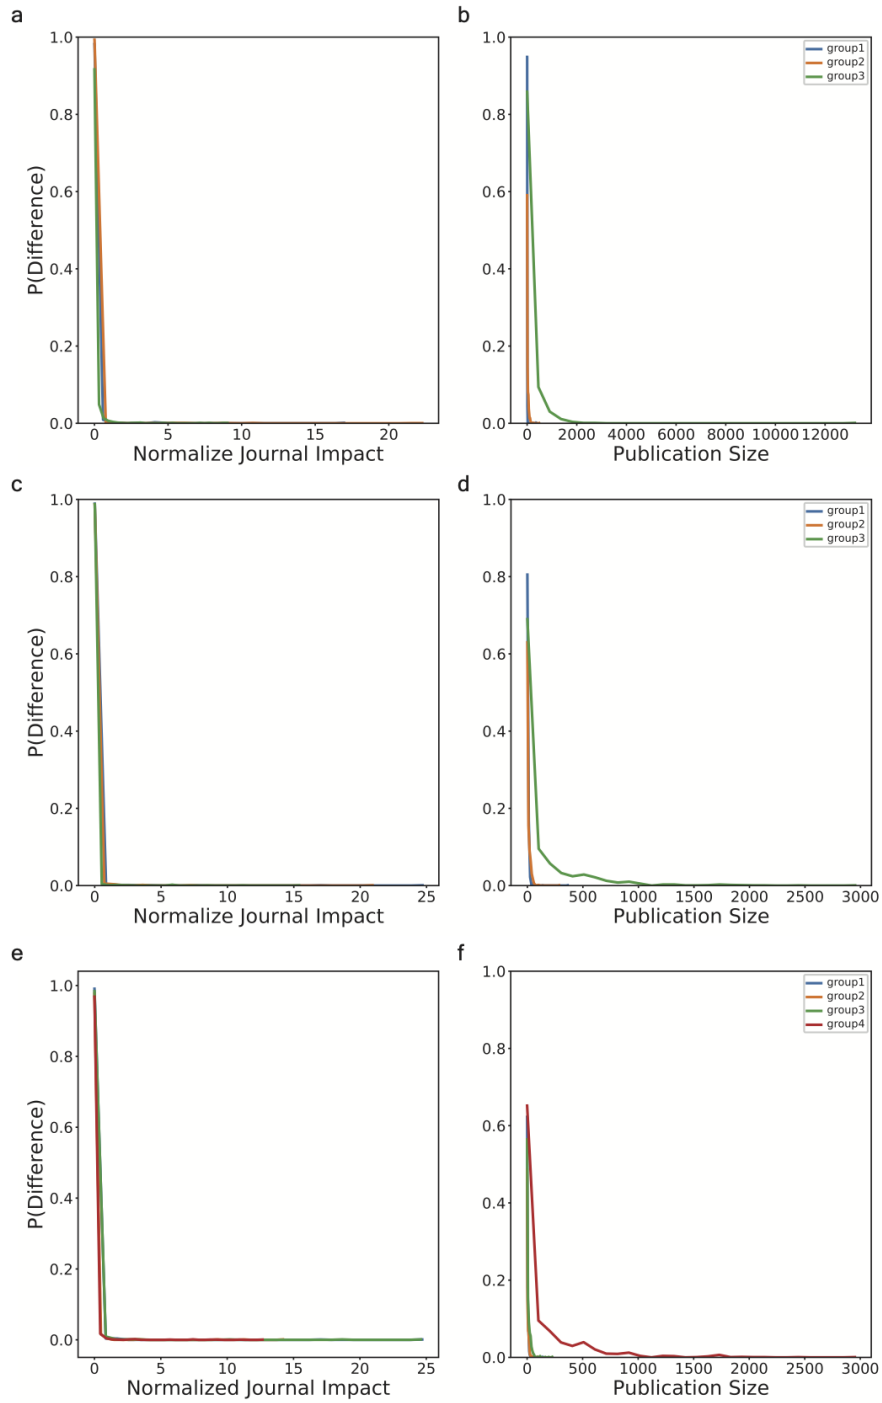 a
b
1.0
0.8
0.6
0.4
0.2
0.0
P(Difference)
0 5 10 15 20
Normalize Journal Impact
1.0
0.8
0.6
0.4
0.2
0.0
group1
group2
group3
0 2000 4000 6000 8000 10000 12000
Publication Size
c
d
1.0
0.8
0.6
0.4
0.2
0.0
P(Difference)
0 5 10 15 20 25
Normalize Journal Impact
1.0
0.8
0.6
0.4
0.2
0.0
group1
group2
group3
0 500 1000 1500 2000 2500 3000
Publication Size
e
f
1.0
0.8
0.6
0.4
0.2
0.0
P(Difference)
0 5 10 15 20 25
Normalized Journal Impact
1.0
0.8
0.6
0.4
0.2
0.0
group1
group2
group3
group4
0 500 1000 1500 2000 2500 3000
Publication Size